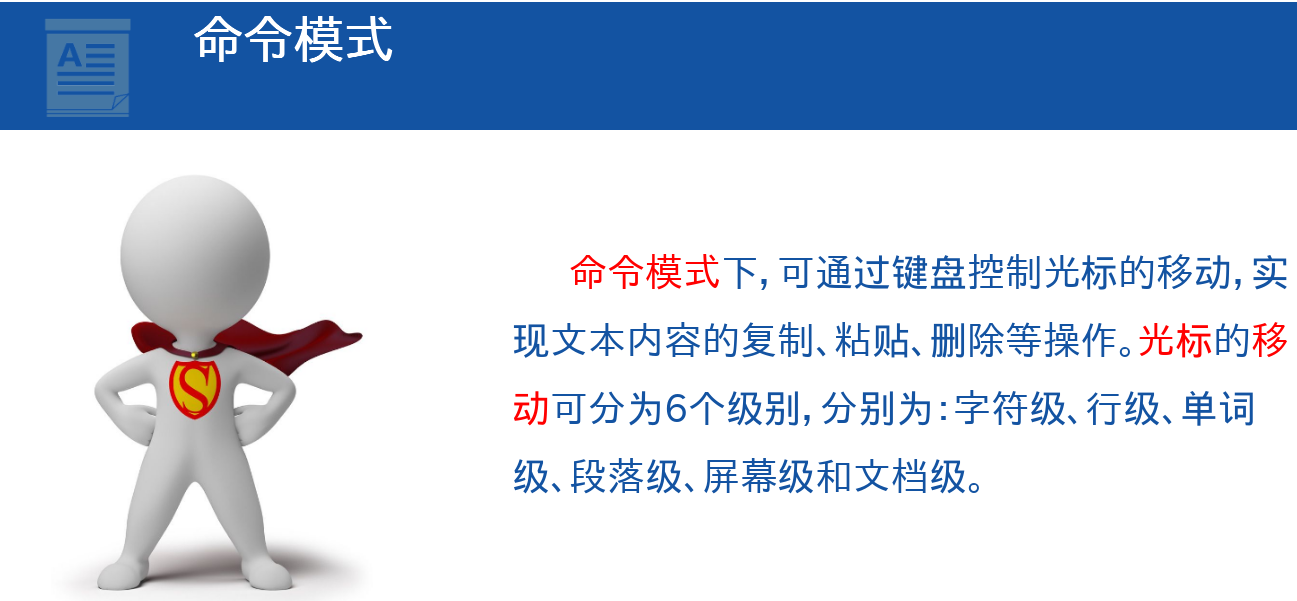 命令模式
A
S
命令模式下，可通过键盘控制光标的移动，实
现文本内容的复制、粘贴、删除等操作。光标的移
动可分为6个级别，分别为：字符级、行级、单词
级、段落级、屏幕级和文档级。